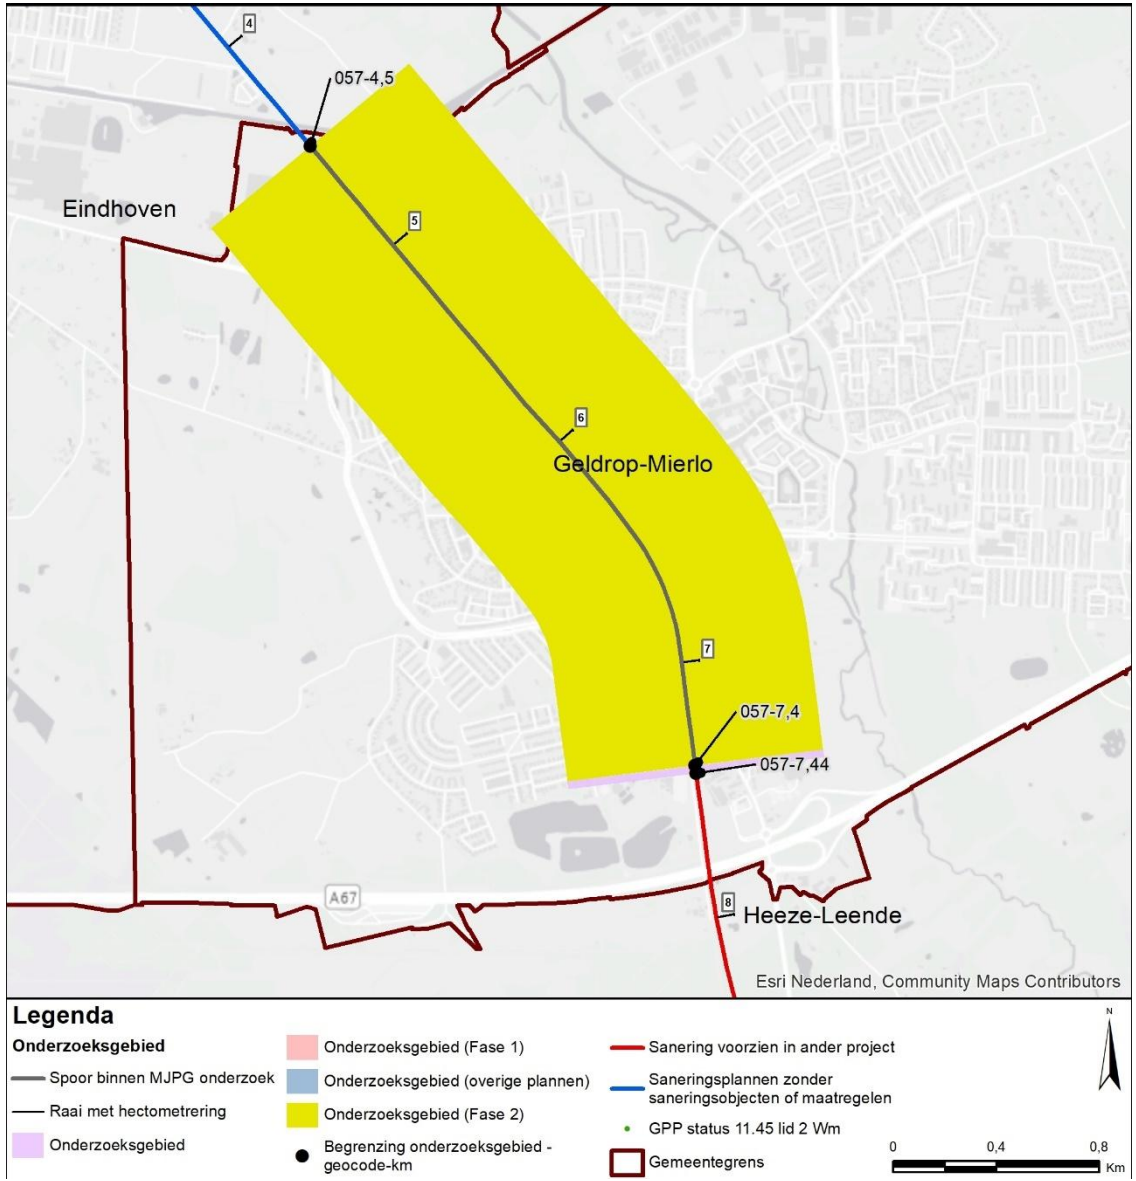 4
057-4,5
Eindhoven
5
6
Geldrop-Mierlo
7
057-7,4
057-7,44
A67
8
Heeze-Leende
Esri Nederland, Community Maps Contributors
Legenda
Onderzoeksgebied
Spoor binnen MJPG onderzoek
Raai met hectometrering
Onderzoeksgebied
Onderzoeksgebied (Fase 1)
Onderzoeksgebied (overige plannen)
Onderzoeksgebied (Fase 2)
Begrenzing onderzoeksgebied -
geocode-km
Sanering voorzien in ander project
Saneringsplannen zonder
saneringsobjecten of maatregelen
GPP status 11.45 lid 2 Wm
Gemeentegrens
N
0 0,4 0,8
Km